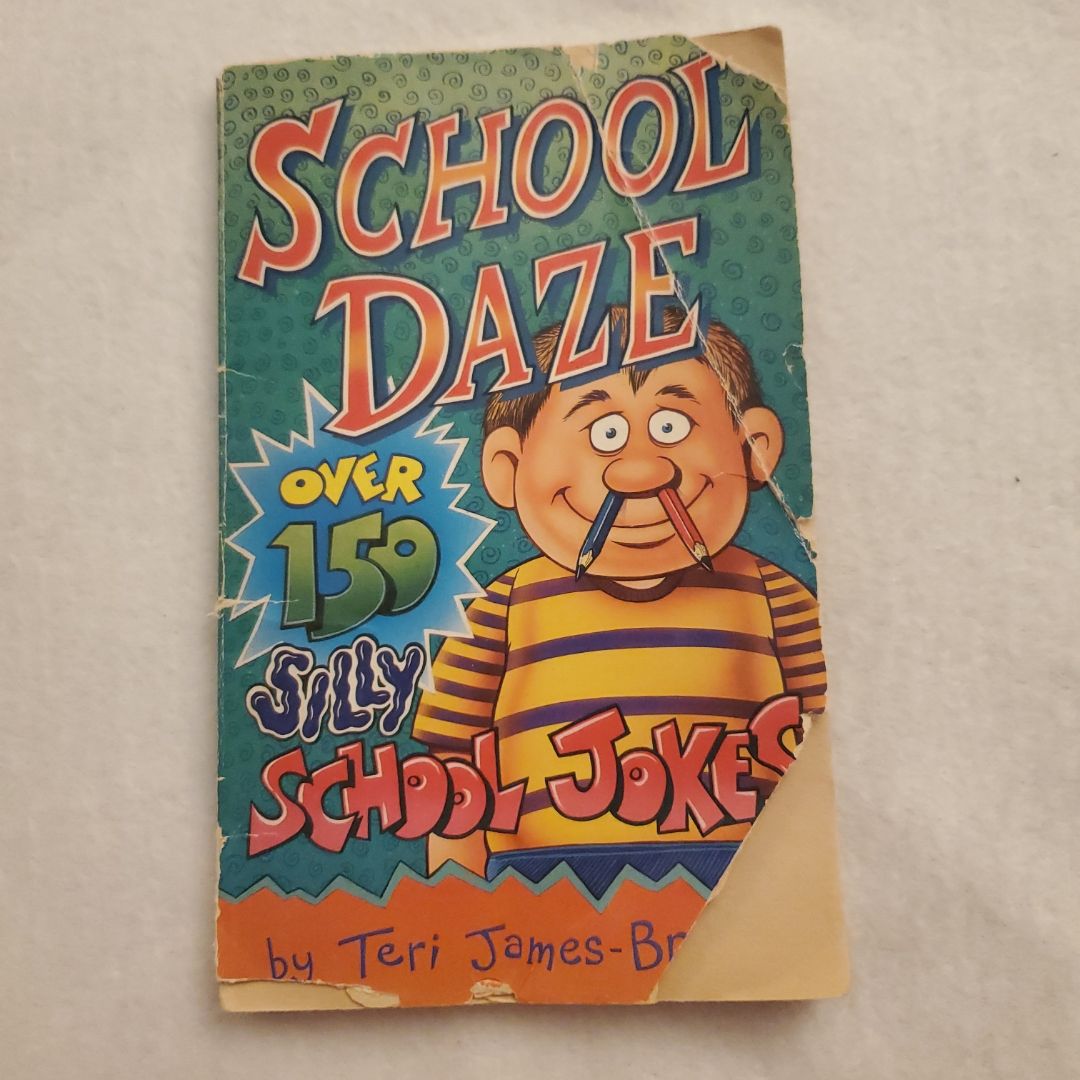 SCHOOL
DAZE
OVER
150
SILLY
SCHOOL JOKES
by Teri James-Br